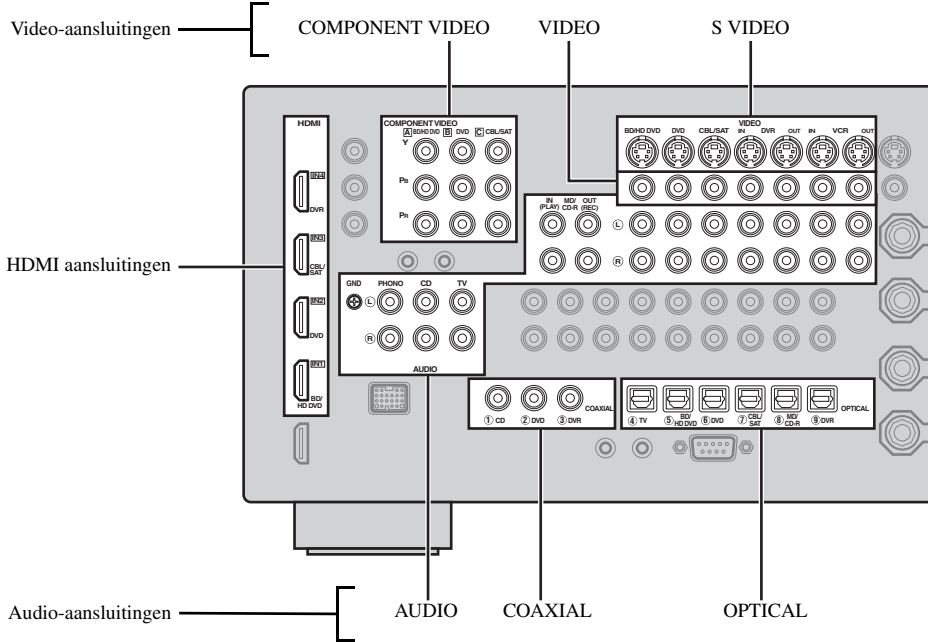 Video-aansluitingen
COMPONENT VIDEO
VIDEO
S VIDEO
HDMI
COMPONENT VIDEO
A BD/HD DVD B DVD C CBL/SAT
Y
PB
PR
VIDEO
BD/HD DVD DVD CBL/SAT IN DVR OUT IN VCR OUT
IN4
DVR
IN3
CBL/
SAT
IN2
DVD
IN1
BD/
HD DVD
HDMI aansluitingen
IN MD/ OUT
(PLAY) CD-R (REC)
L
R
GND PHONO CD TV
L
R
AUDIO
COAXIAL
1 CD 2 DVD 3 DVR
OPTICAL
4 TV 5 BD/ HD DVD 6 DVD 7 CBL/ SAT 8 MD/ CD-R 9 DVR
Audio-aansluitingen
AUDIO
COAXIAL
OPTICAL